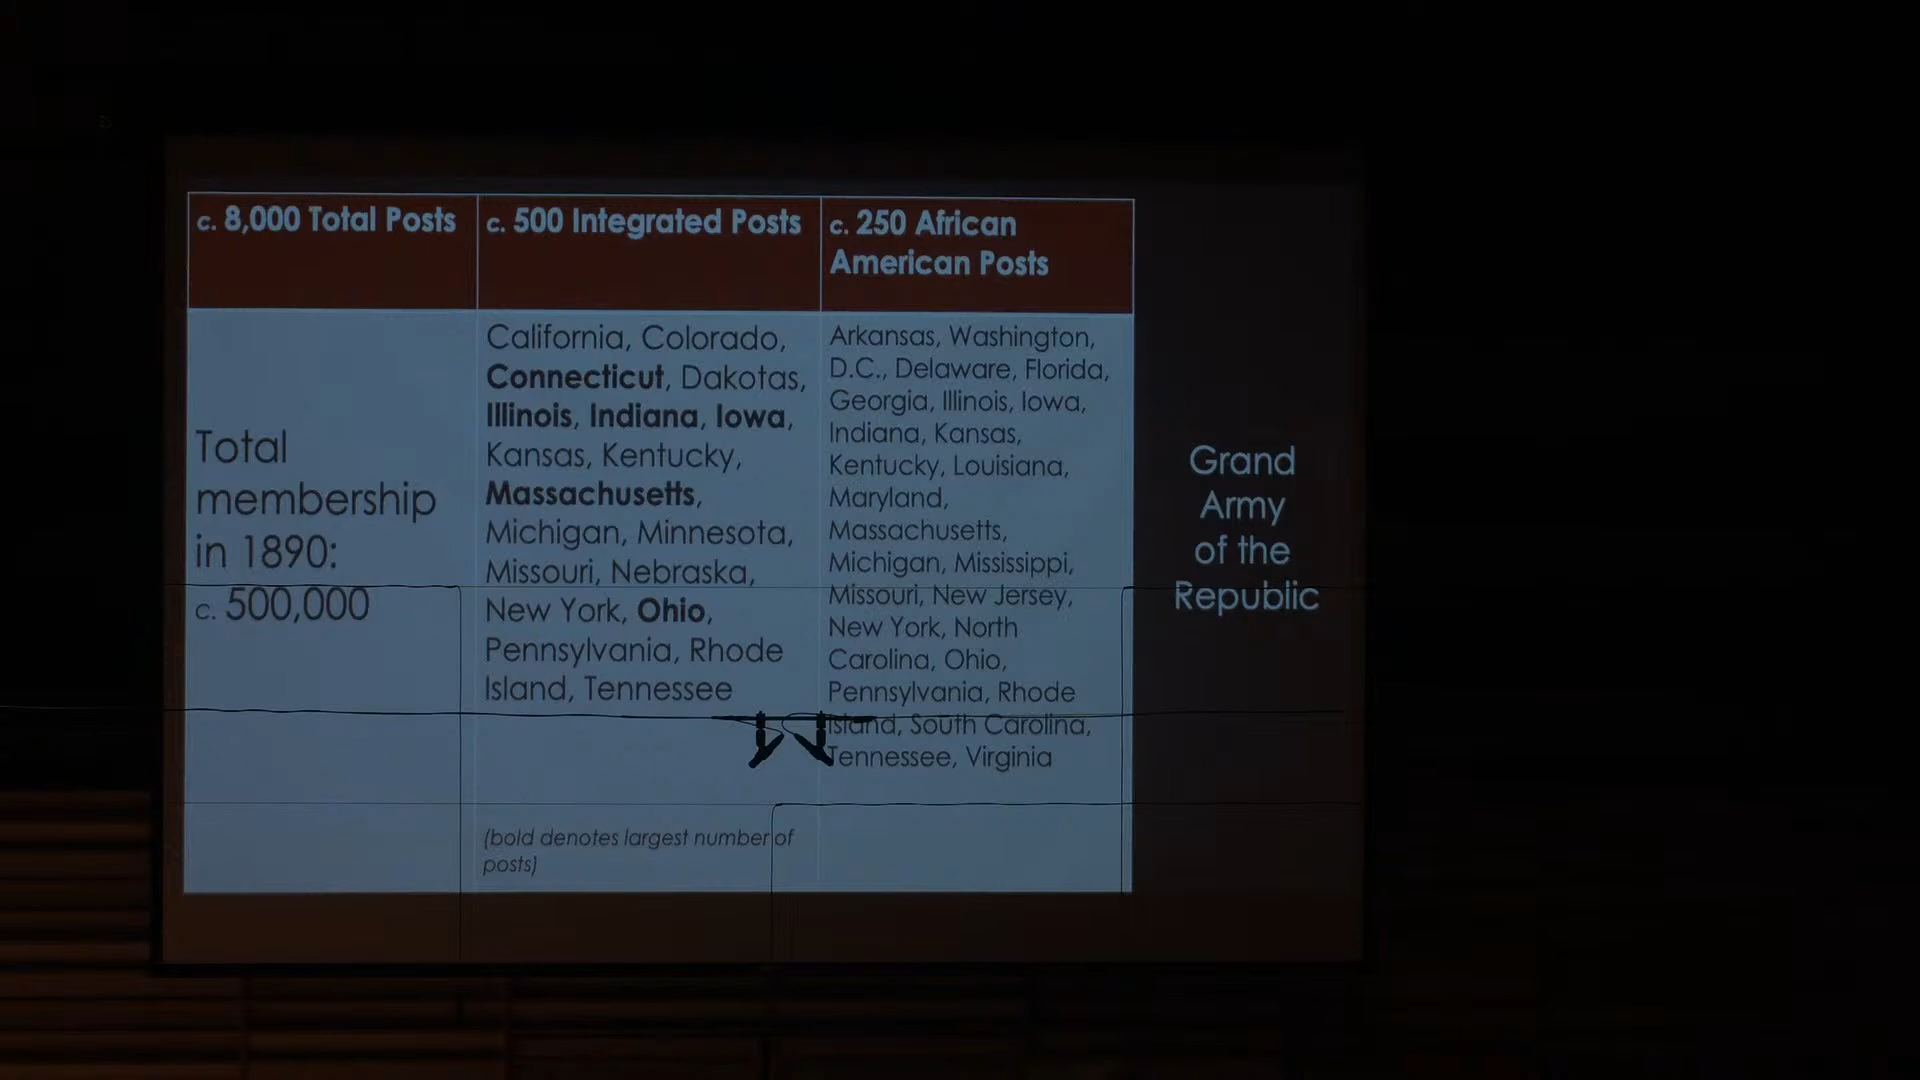 c. 8,000 Total Posts
c. 500 Integrated Posts
c. 250 African
American Posts
Total
membership
in 1890:
c. 500,000
California, Colorado,
Connecticut, Dakotas,
Illinois, Indiana, Iowa,
Kansas, Kentucky,
Massachusetts,
Michigan, Minnesota,
Missouri, Nebraska,
New York, Ohio,
Pennsylvania, Rhode
Island, Tennessee
(bold denotes largest number of
posts)
Arkansas, Washington,
D.C., Delaware, Florida,
Georgia, Illinois, Iowa,
Indiana, Kansas,
Kentucky, Louisiana,
Maryland,
Massachusetts,
Michigan, Mississippi,
Missouri, New Jersey,
New York, North
Carolina, Ohio,
Pennsylvania, Rhode
Island, South Carolina,
Tennessee, Virginia
Grand
Army
of the
Republic